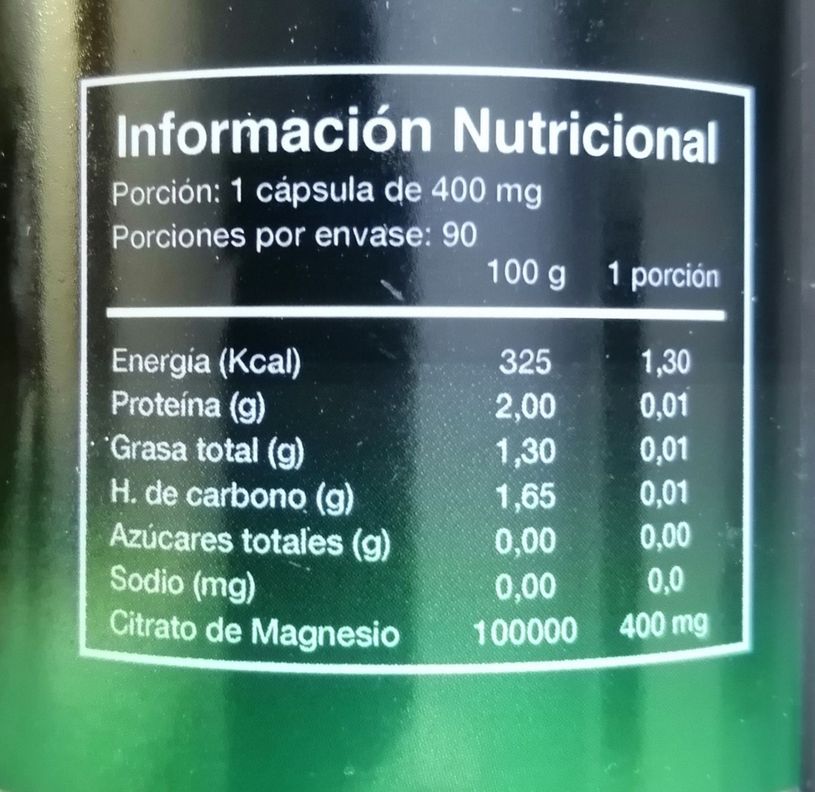 Información Nutricional
Porción: 1 cápsula de 400 mg
Porciones por envase: 90
100 g 1 porción
Energía (Kcal) 325 1,30
Proteína (g) 2,00 0,01
Grasa total (g) 1,30 0,01
H. de carbono (g) 1,65 0,01
Azúcares totales (g) 0,00 0,00
Sodio (mg) 0,00 0,0
Citrato de Magnesio 100000 400 mg